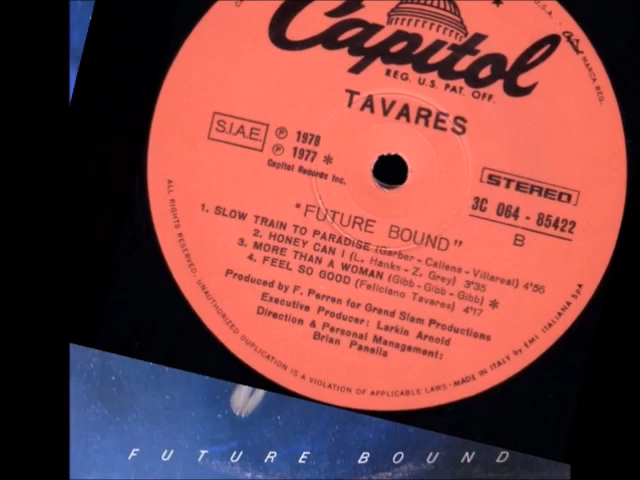 Capitol
REG. U.S. PAT. OFF.
MARCA REG.
TAVARES
S.I.A.E.
℗ 1978
℗ 1977 *
Capitol Records Inc.
STEREO
3C 064 - 85422
B
"FUTURE BOUND"
1. SLOW TRAIN TO PARADISE (Garber - Callens - Villareal) 4'56
2. HONEY CAN I (L. Hanks - Z. Grey) 3'35
3. MORE THAN A WOMAN (Gibb - Gibb - Gibb) *
4. FEEL SO GOOD (Feliciano Tavares) 4'17
Produced by F. Perren for Grand Slam Productions
Executive Producer: Larkin Arnold
Direction & Personal Management:
Brian Panella
ALL RIGHTS RESERVED. UNAUTHORIZED DUPLICATION IS A VIOLATION OF APPLICABLE LAWS - MADE IN ITALY by EMI ITALIANA SPA
FUTURE BOUND